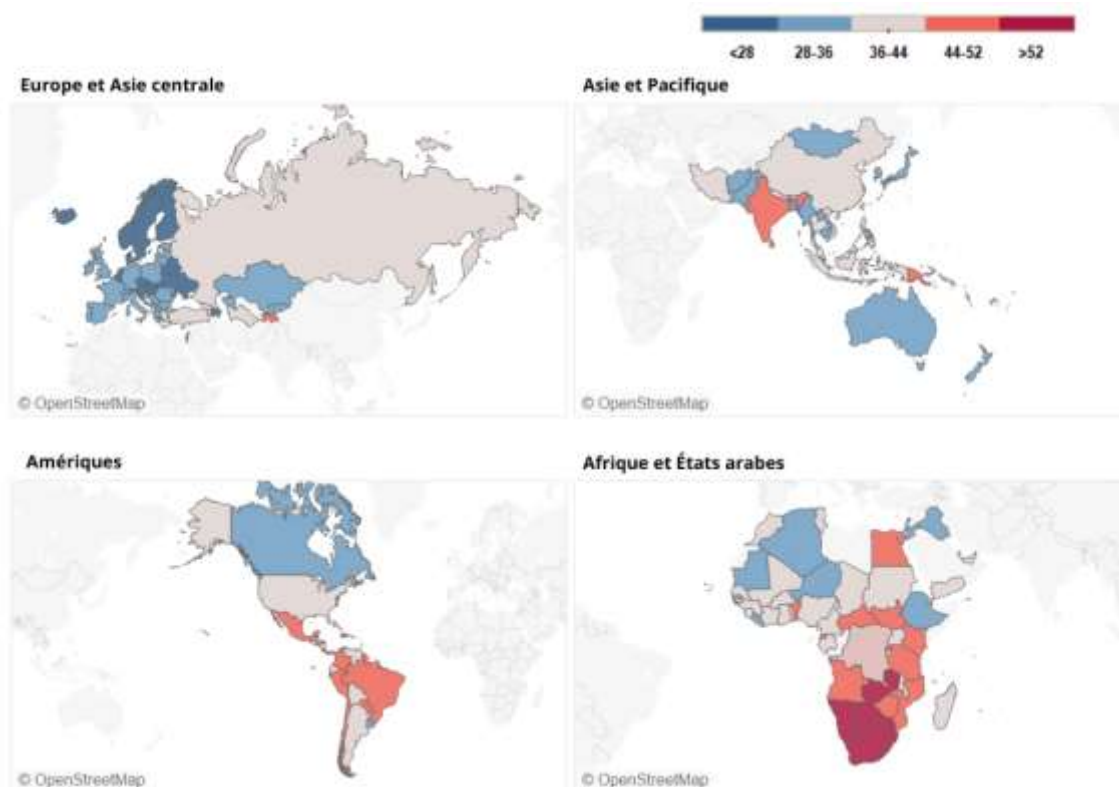 <28 28-36 36-44 44-52 >52
Europe et Asie centrale
Asie et Pacifique
© OpenStreetMap
© OpenStreetMap
Amériques
Afrique et États arabes
© OpenStreetMap
© OpenStreetMap